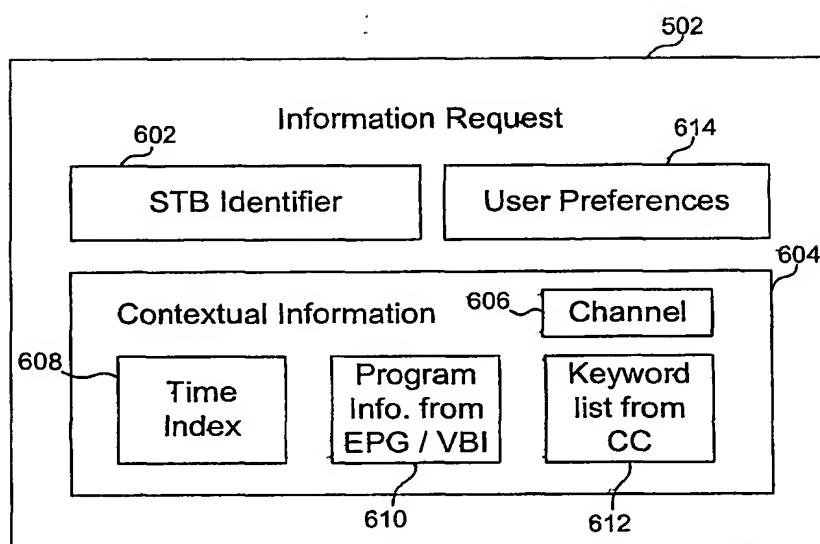 502
Information Request
602
614
STB Identifier
User Preferences
604
Contextual Information
606
Channel
608
Time
Index
Program
Info. from
EPG / VBI
Keyword
list from
CC
610
612